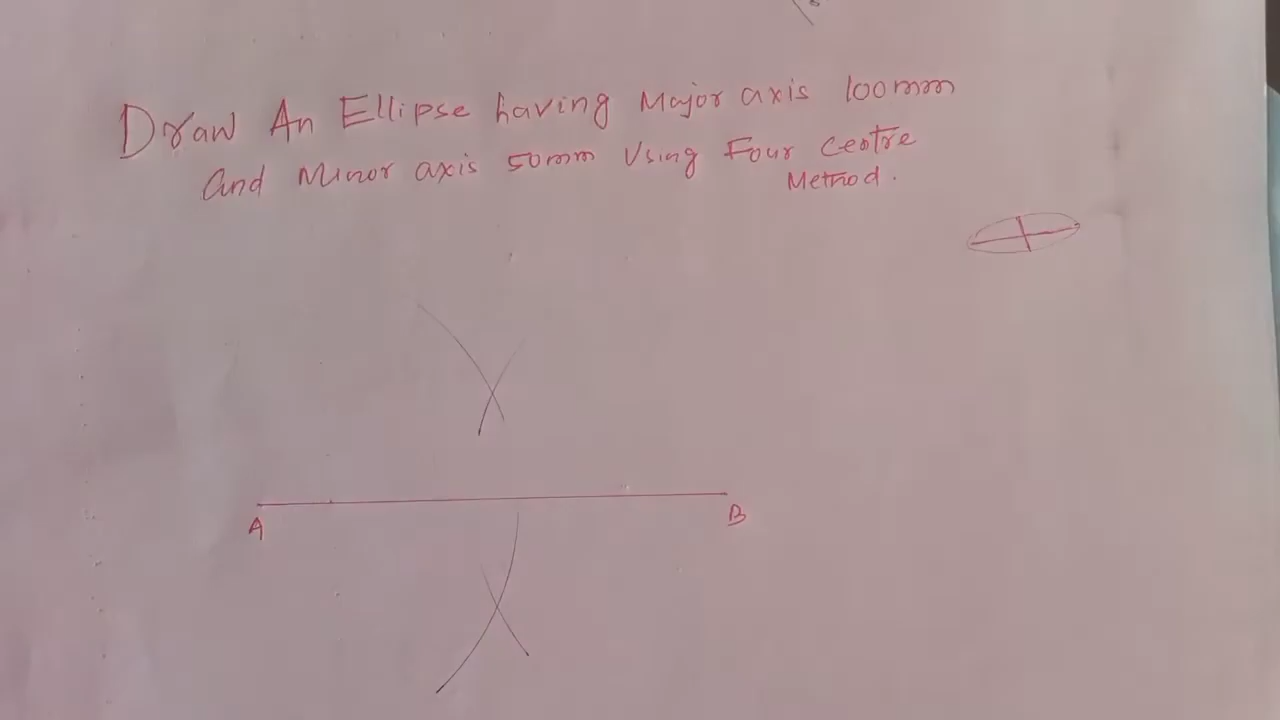 Draw An Ellipse having Major axis 100mm
and Minor axis 50mm Using Four Centre
Method.
A
B